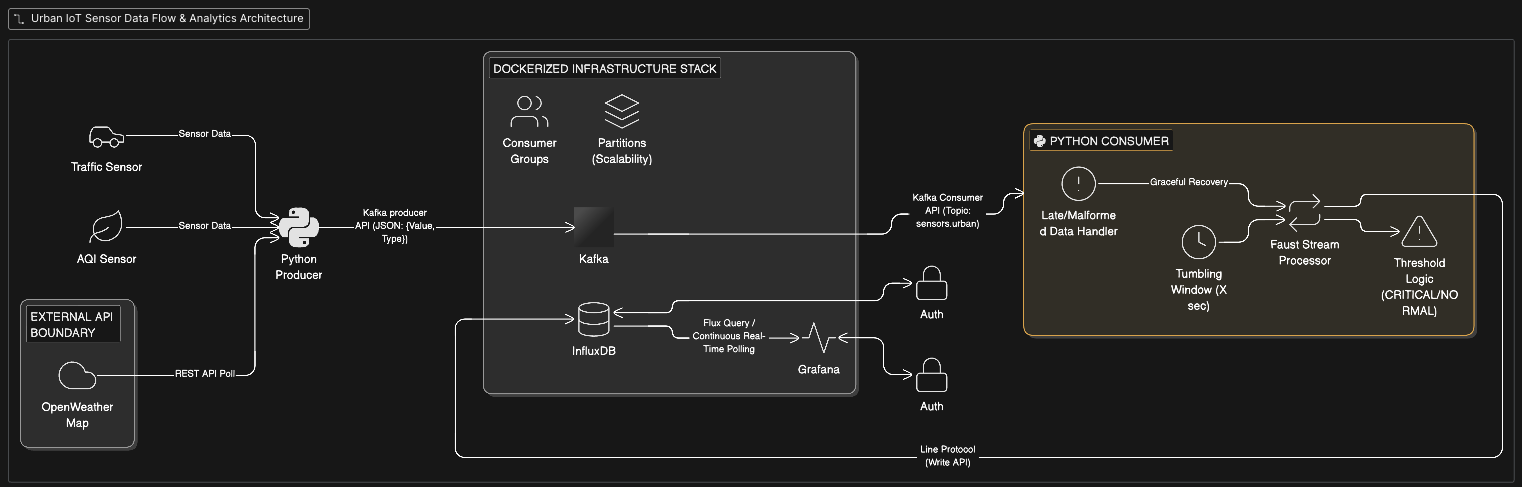 Urban IoT Sensor Data Flow & Analytics Architecture
DOCKERIZED INFRASTRUCTURE STACK
Consumer
Groups
Partitions
(Scalability)
Traffic Sensor
Sensor Data
AQI Sensor
Sensor Data
Python
Producer
Kafka producer
API (JSON: {Value,
Type}]
Kafka
Kafka Consumer
API (Topic:
sensors.urban)
PYTHON CONSUMER
Late/Malforme
d Data Handler
Graceful Recovery
Tumbling
Window (X
sec)
Faust Stream
Processor
Threshold
Logic
(CRITICAL/NO
RMAL)
EXTERNAL API
BOUNDARY
OpenWeather
Map
REST API Poll
InfluxDB
Flux Query /
Continuous Real-
Time Polling
Grafana
Auth
Auth
Line Protocol
(Write API)